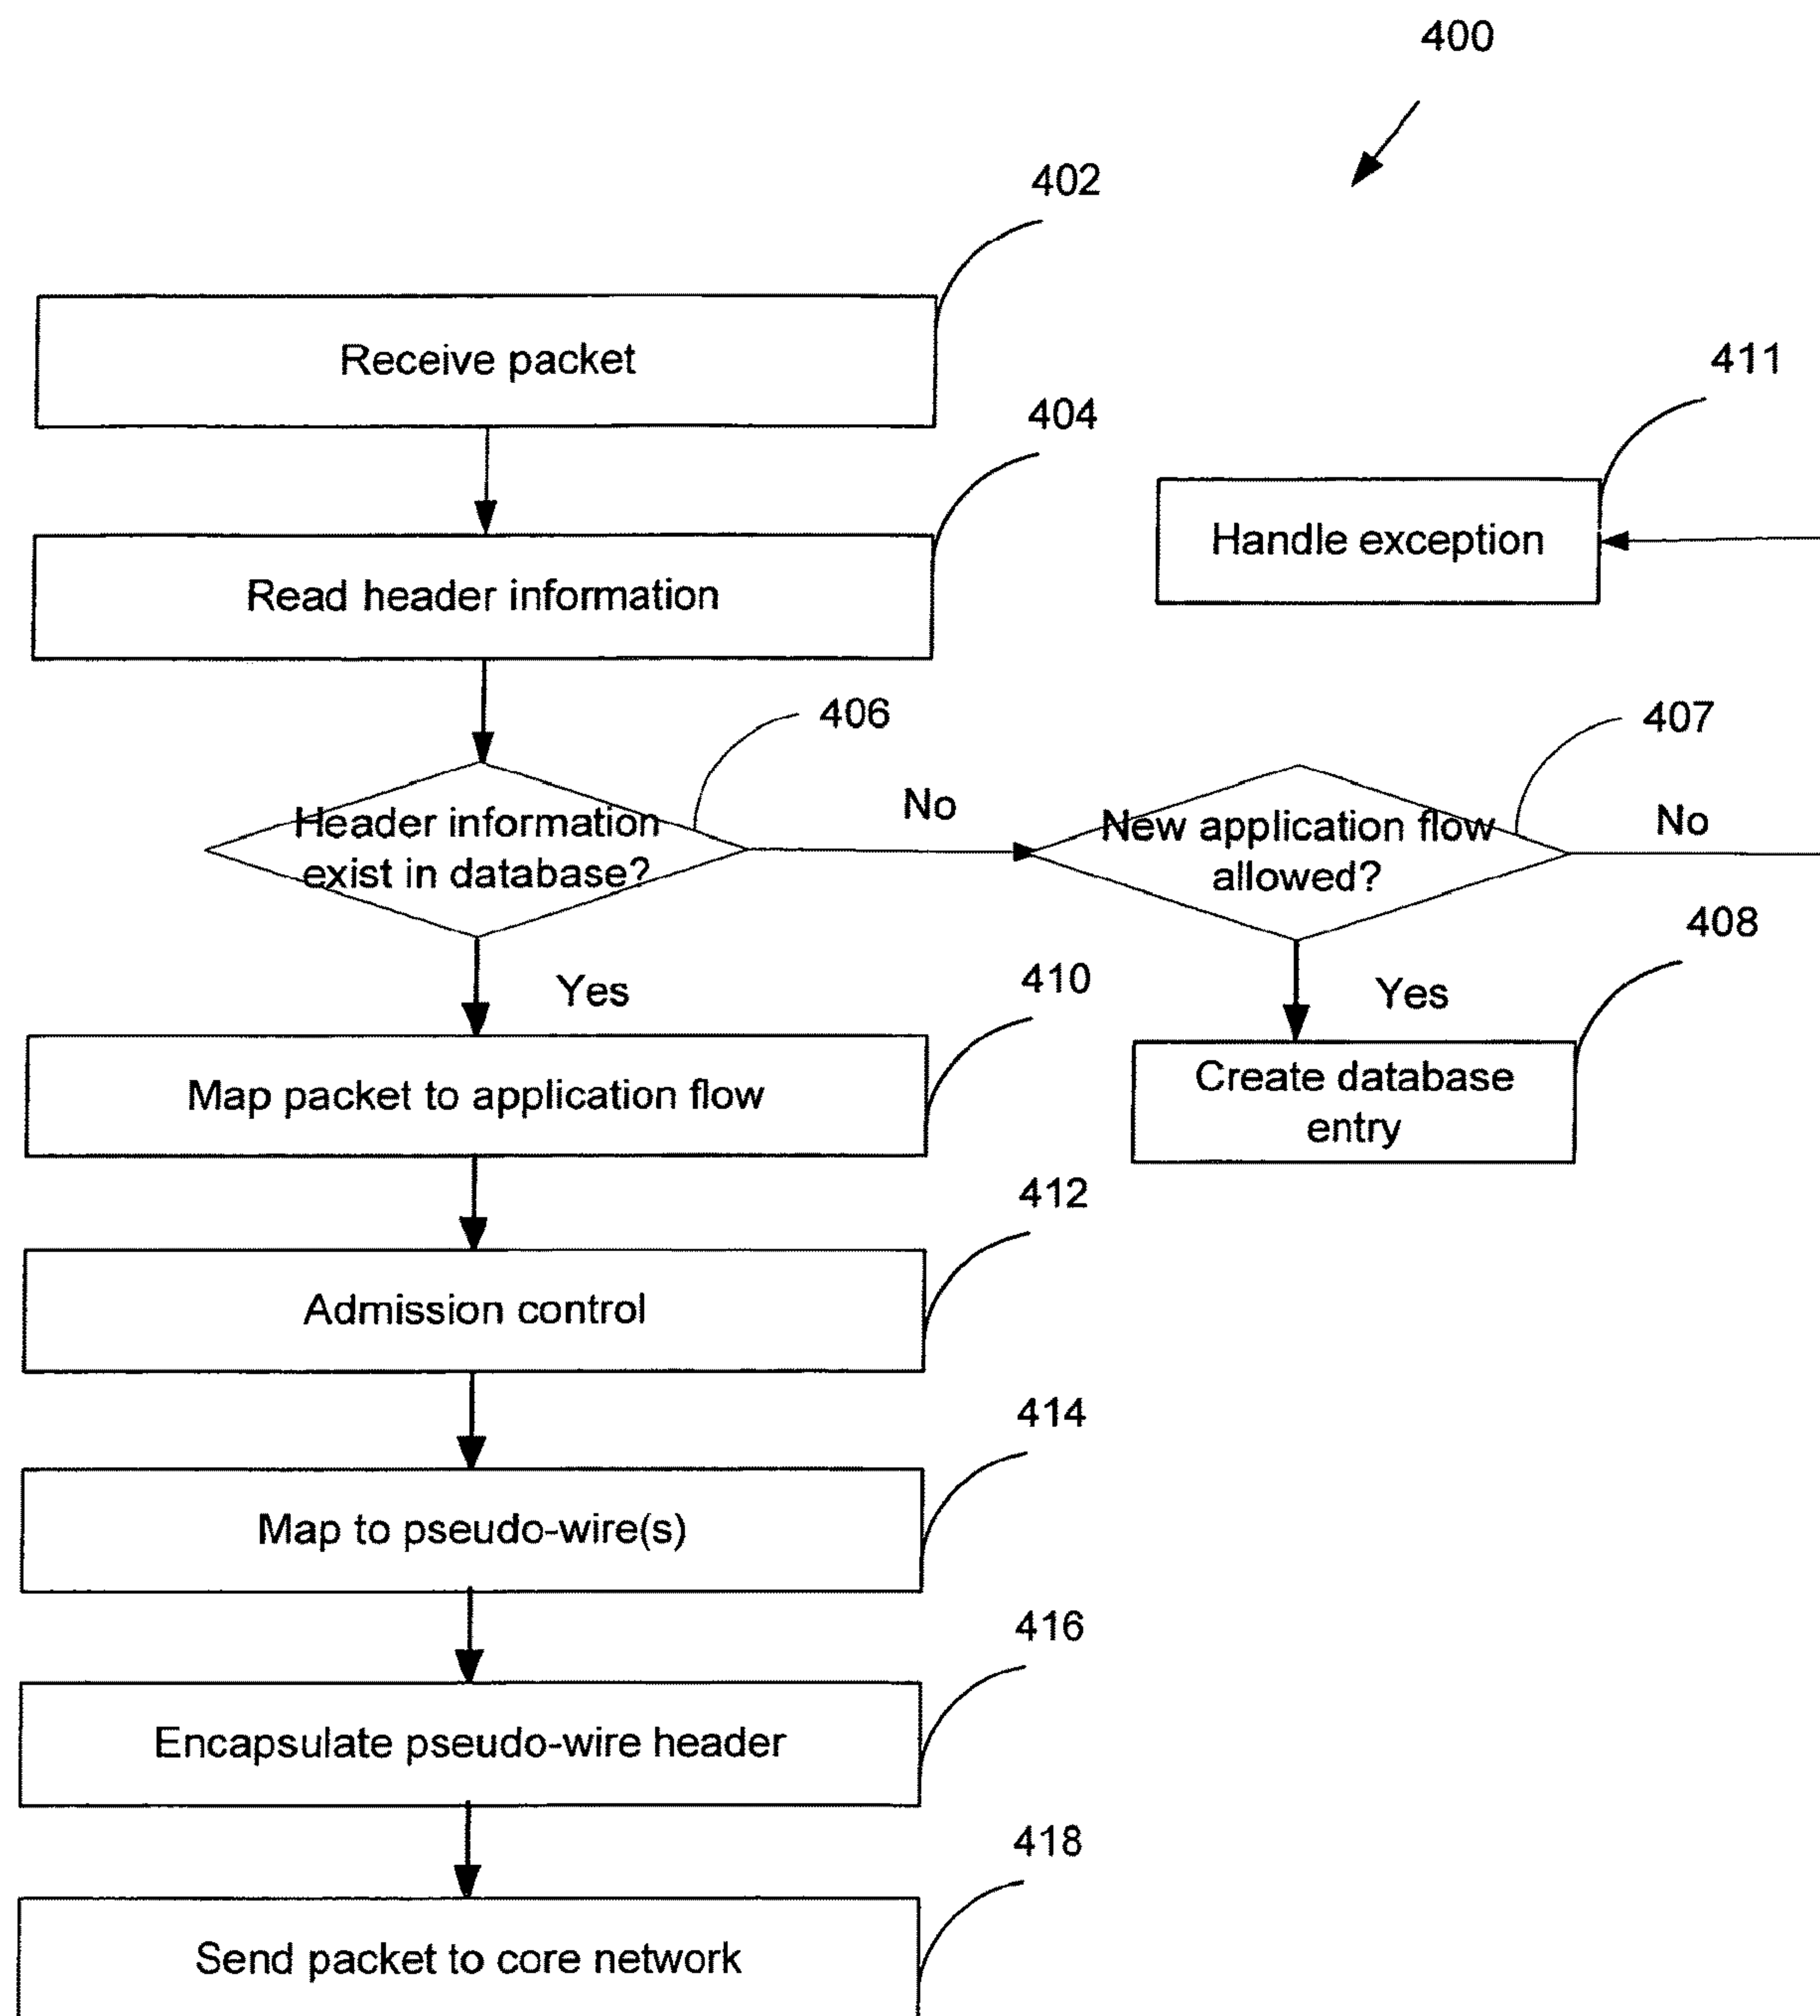 400
402
Receive packet
411
404
Handle exception
Read header information
406
407
No
No
Header information
exist in database?
New application flow
allowed?
408
Yes
410
Yes
Map packet to application flow
Create database
entry
412
Admission control
414
Map to pseudo-wire(s)
416
Encapsulate pseudo-wire header
418
Send packet to core network